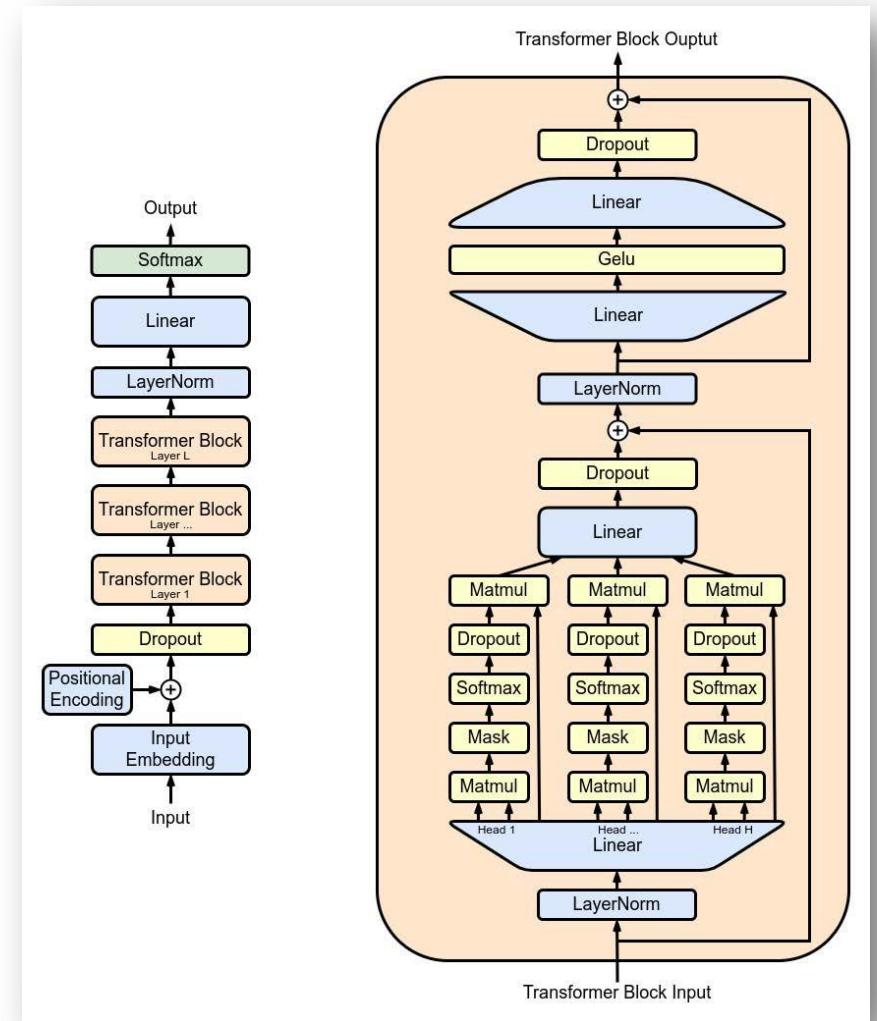 Output
Softmax
Linear
LayerNorm
Transformer Block
Layer L
Transformer Block
Layer ...
Transformer Block
Layer 1
Dropout
Positional
Encoding
+
Input
Embedding
Input
Transformer Block Ouptut
+
Dropout
Linear
Gelu
Linear
LayerNorm
+
Dropout
Linear
Matmul Matmul Matmul
Dropout Dropout Dropout
Softmax Softmax Softmax
Mask Mask Mask
Matmul Matmul Matmul
Head 1 Head ... Head H
Linear
LayerNorm
Transformer Block Input